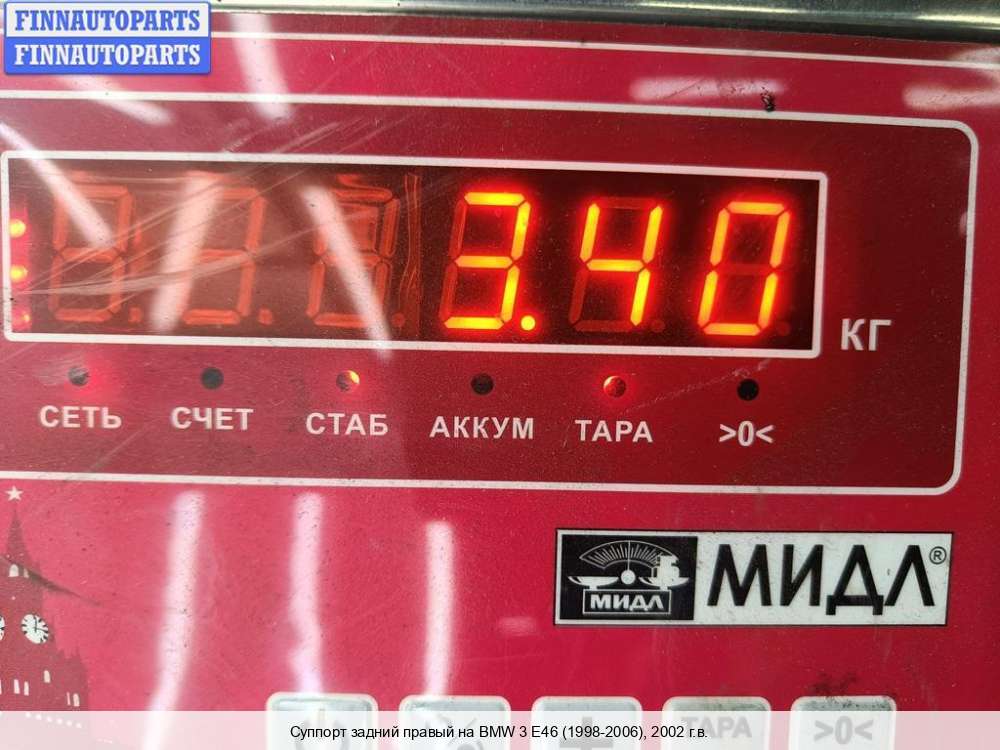 FINNAUTOPARTS
FINNAUTOPARTS
3.40
КГ
СЕТЬ СЧЕТ СТАБ АККУМ ТАРА >0<
МИДЛ МИДЛ®
ТАРА >0<
Суппорт задний правый на BMW 3 E46 (1998-2006), 2002 г.в.